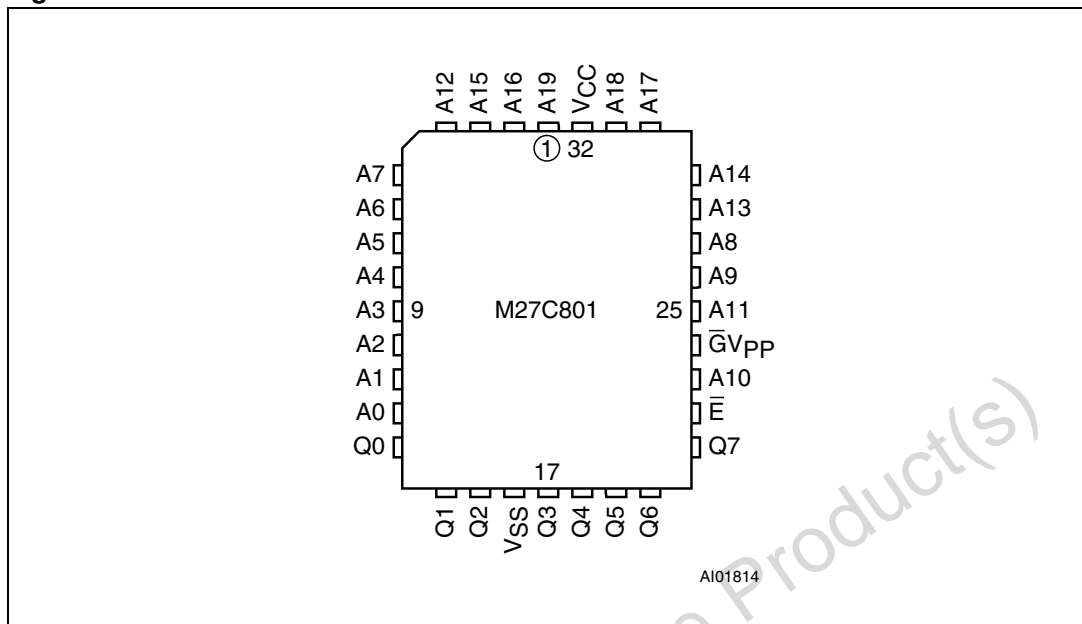 A12
A15
A16
A19
VCC
A18
A17
1 32
A7
A6
A5
A4
A3
A2
A1
A0
Q0
9
M27C801
25
A14
A13
A8
A9
A11
G̅VPP
A10
E̅
Q7
17
Q1
Q2
VSS
Q3
Q4
Q5
Q6
AI01814
Product(s)